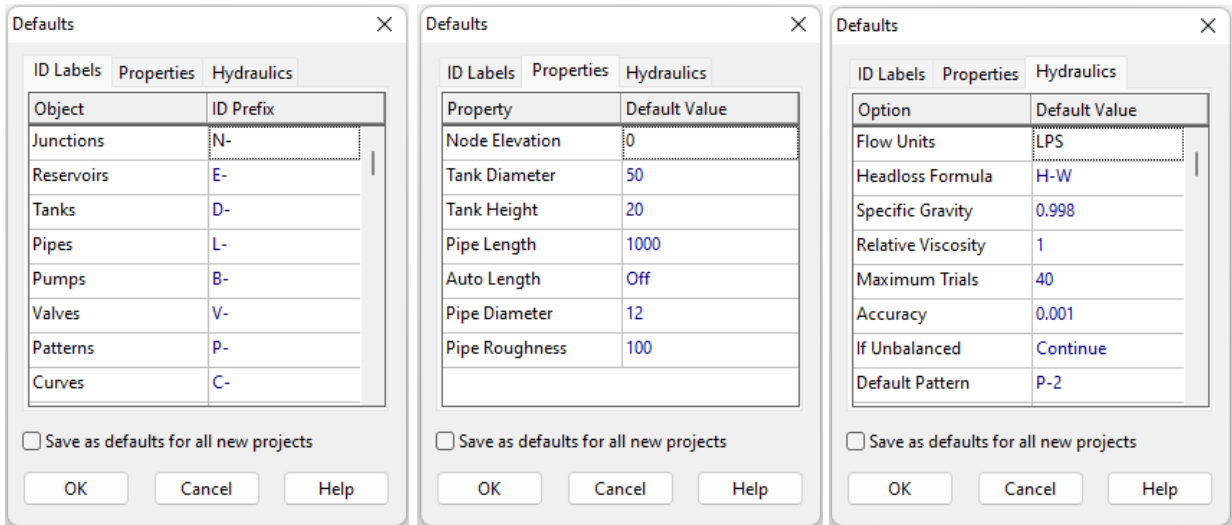 Defaults
ID Labels Properties Hydraulics
Object ID Prefix
Junctions N-
Reservoirs E-
Tanks D-
Pipes L-
Pumps B-
Valves V-
Patterns P-
Curves C-
Save as defaults for all new projects
OK Cancel Help
Defaults
ID Labels Properties Hydraulics
Property Default Value
Node Elevation 0
Tank Diameter 50
Tank Height 20
Pipe Length 1000
Auto Length Off
Pipe Diameter 12
Pipe Roughness 100
Save as defaults for all new projects
OK Cancel Help
Defaults
ID Labels Properties Hydraulics
Option Default Value
Flow Units LPS
Headloss Formula H-W
Specific Gravity 0.998
Relative Viscosity 1
Maximum Trials 40
Accuracy 0.001
If Unbalanced Continue
Default Pattern P-2
Save as defaults for all new projects
OK Cancel Help